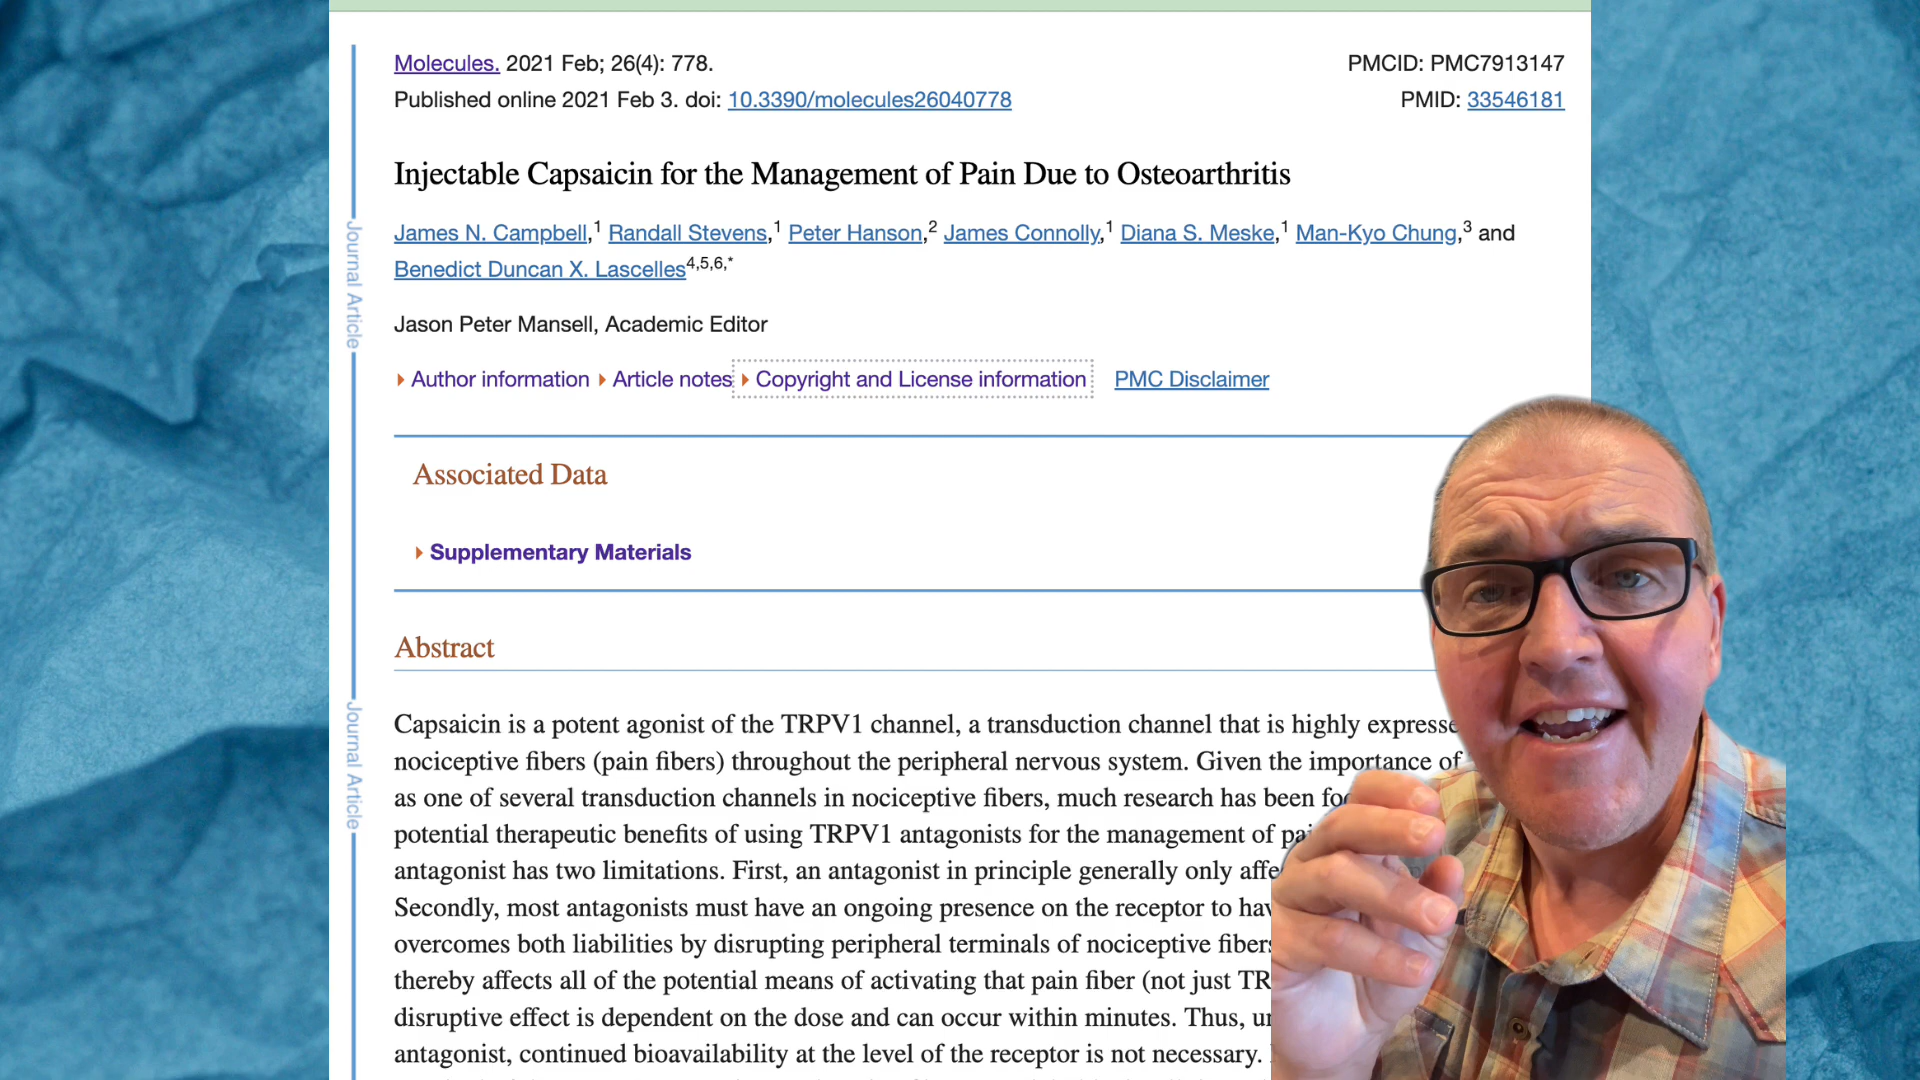 Molecules. 2021 Feb; 26(4): 778.
PMCID: PMC7913147
Published online 2021 Feb 3. doi: 10.3390/molecules26040778
PMID: 33546181
Injectable Capsaicin for the Management of Pain Due to Osteoarthritis
James N. Campbell,1 Randall Stevens,1 Peter Hanson,2 James Connolly,1 Diana S. Meske,1 Man-Kyo Chung,3 and
Benedict Duncan X. Lascelles4,5,6,*
Jason Peter Mansell, Academic Editor
Author information Article notes Copyright and License information PMC Disclaimer
Associated Data
Supplementary Materials
Abstract
Capsaicin is a potent agonist of the TRPV1 channel, a transduction channel that is highly
nociceptive fibers (pain fibers) throughout the peripheral nervous system. Given the importance of
as one of several transduction channels in nociceptive fibers, much research has been
potential therapeutic benefits of using TRPV1 antagonists for the management of
antagonist has two limitations. First, an antagonist in principle generally only
Secondly, most antagonists must have an ongoing presence on the receptor to
overcomes both liabilities by disrupting peripheral terminals of nociceptive
thereby affects all of the potential means of activating that pain fiber (not just
disruptive effect is dependent on the dose and can occur within minutes. Thus,
antagonist, continued bioavailability at the level of the receptor is not necessary.
Journal Article
Journal Article